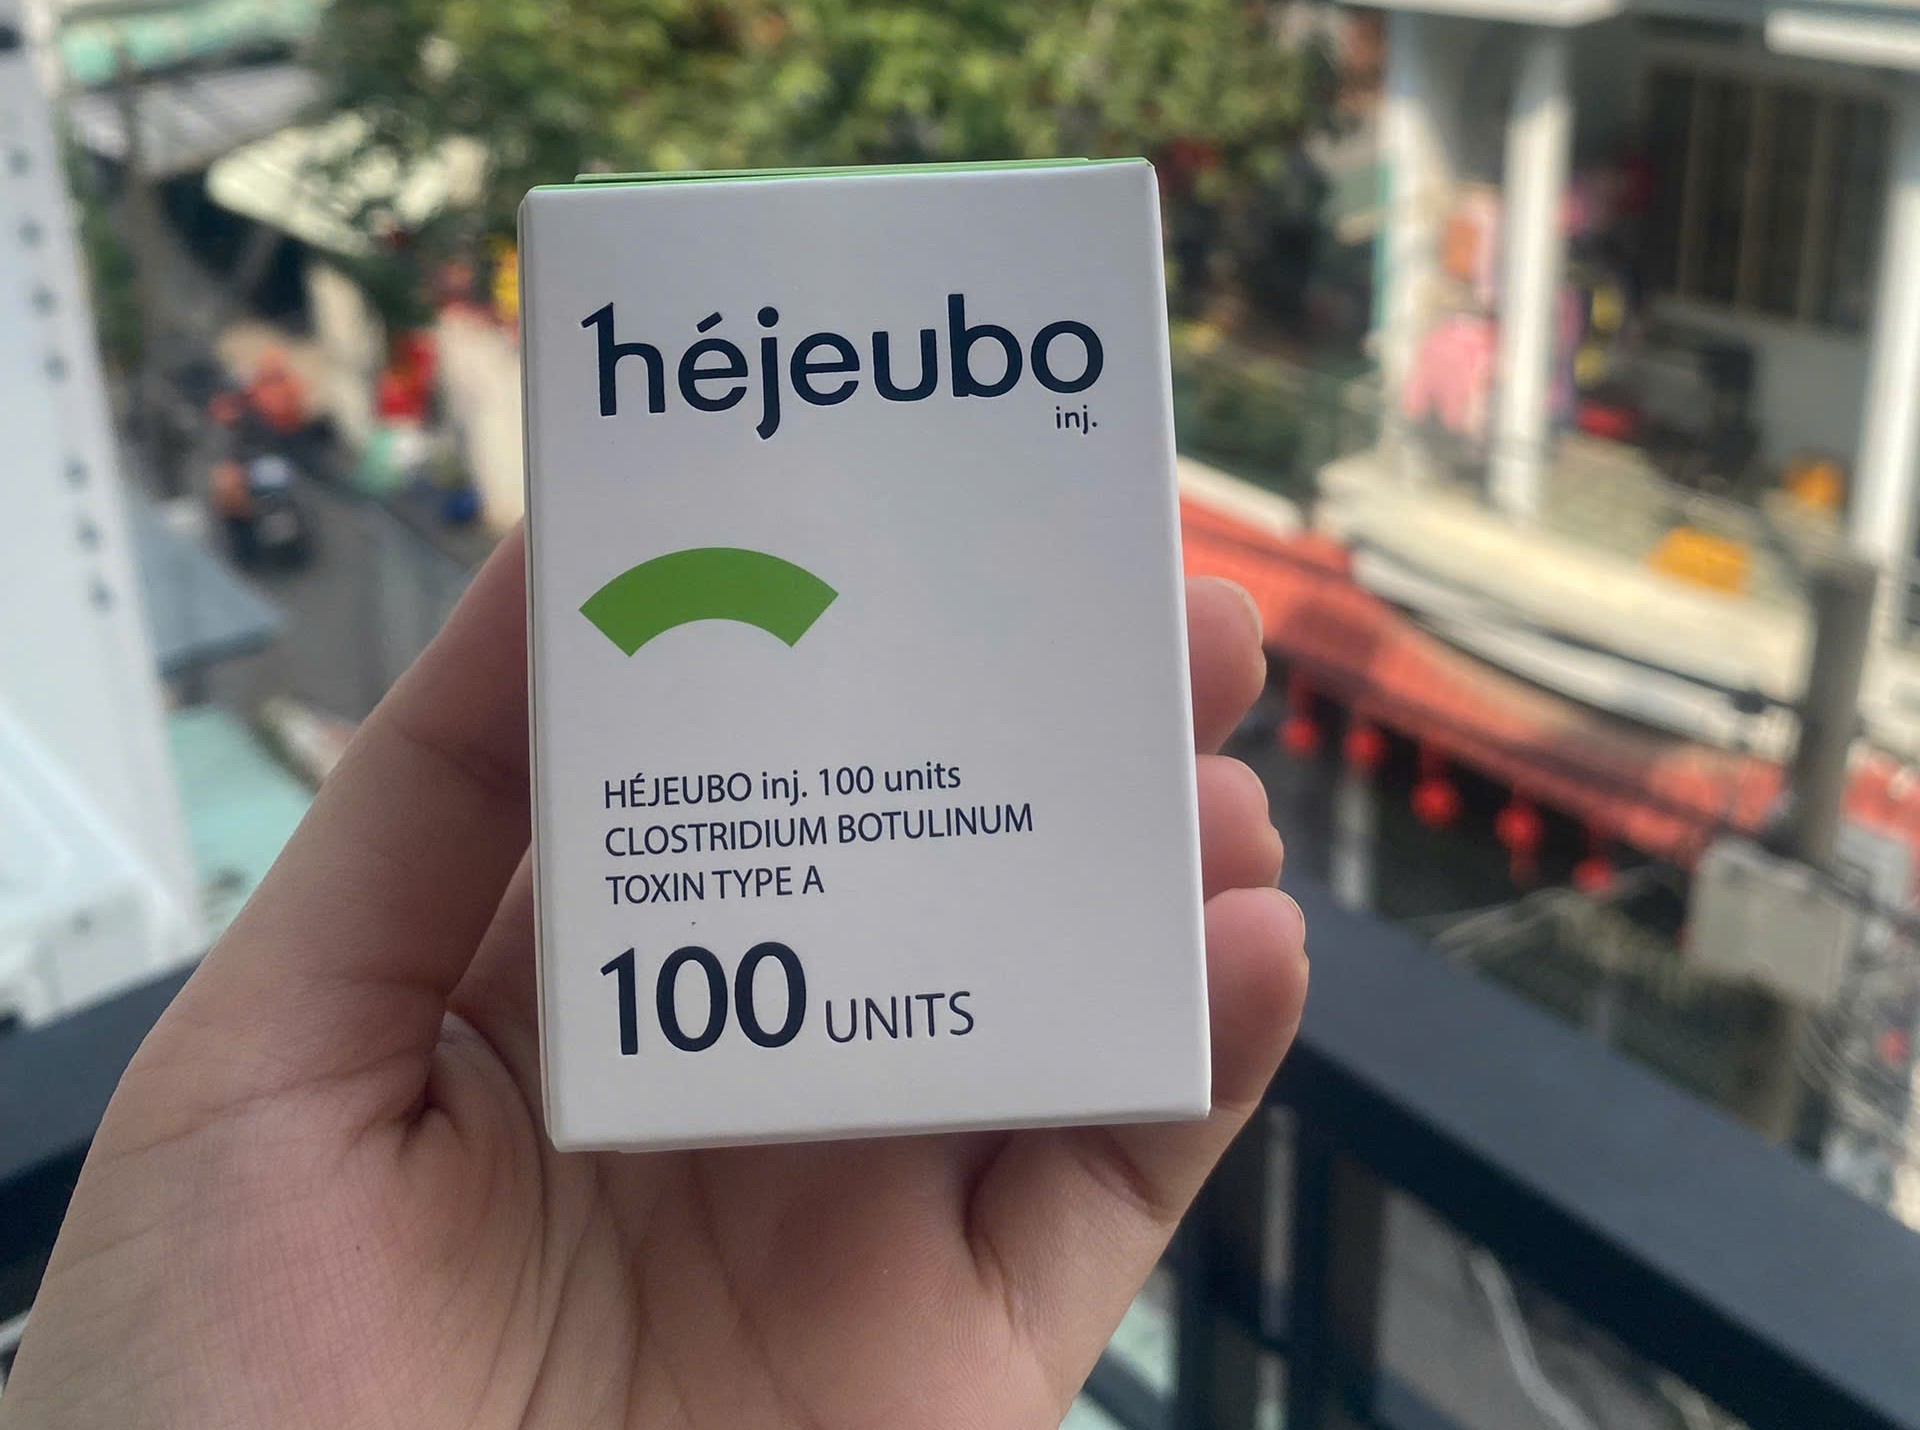 héjeubo
inj.
HÉJEUBO inj. 100 units
CLOSTRIDIUM BOTULINUM
TOXIN TYPE A
100 UNITS